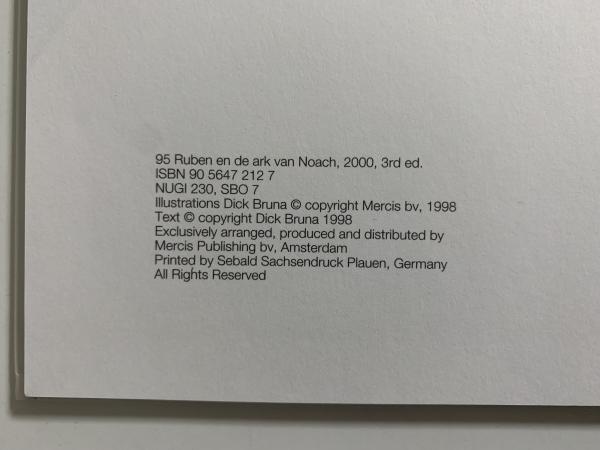 95 Ruben en de ark van Noach, 2000, 3rd ed.
ISBN 90 5647 212 7
NUGI 230, SBO 7
Illustrations Dick Bruna © copyright Mercis bv, 1998
Text © copyright Dick Bruna 1998
Exclusively arranged, produced and distributed by
Mercis Publishing bv, Amsterdam
Printed by Sebald Sachsendruck Plauen, Germany
All Rights Reserved